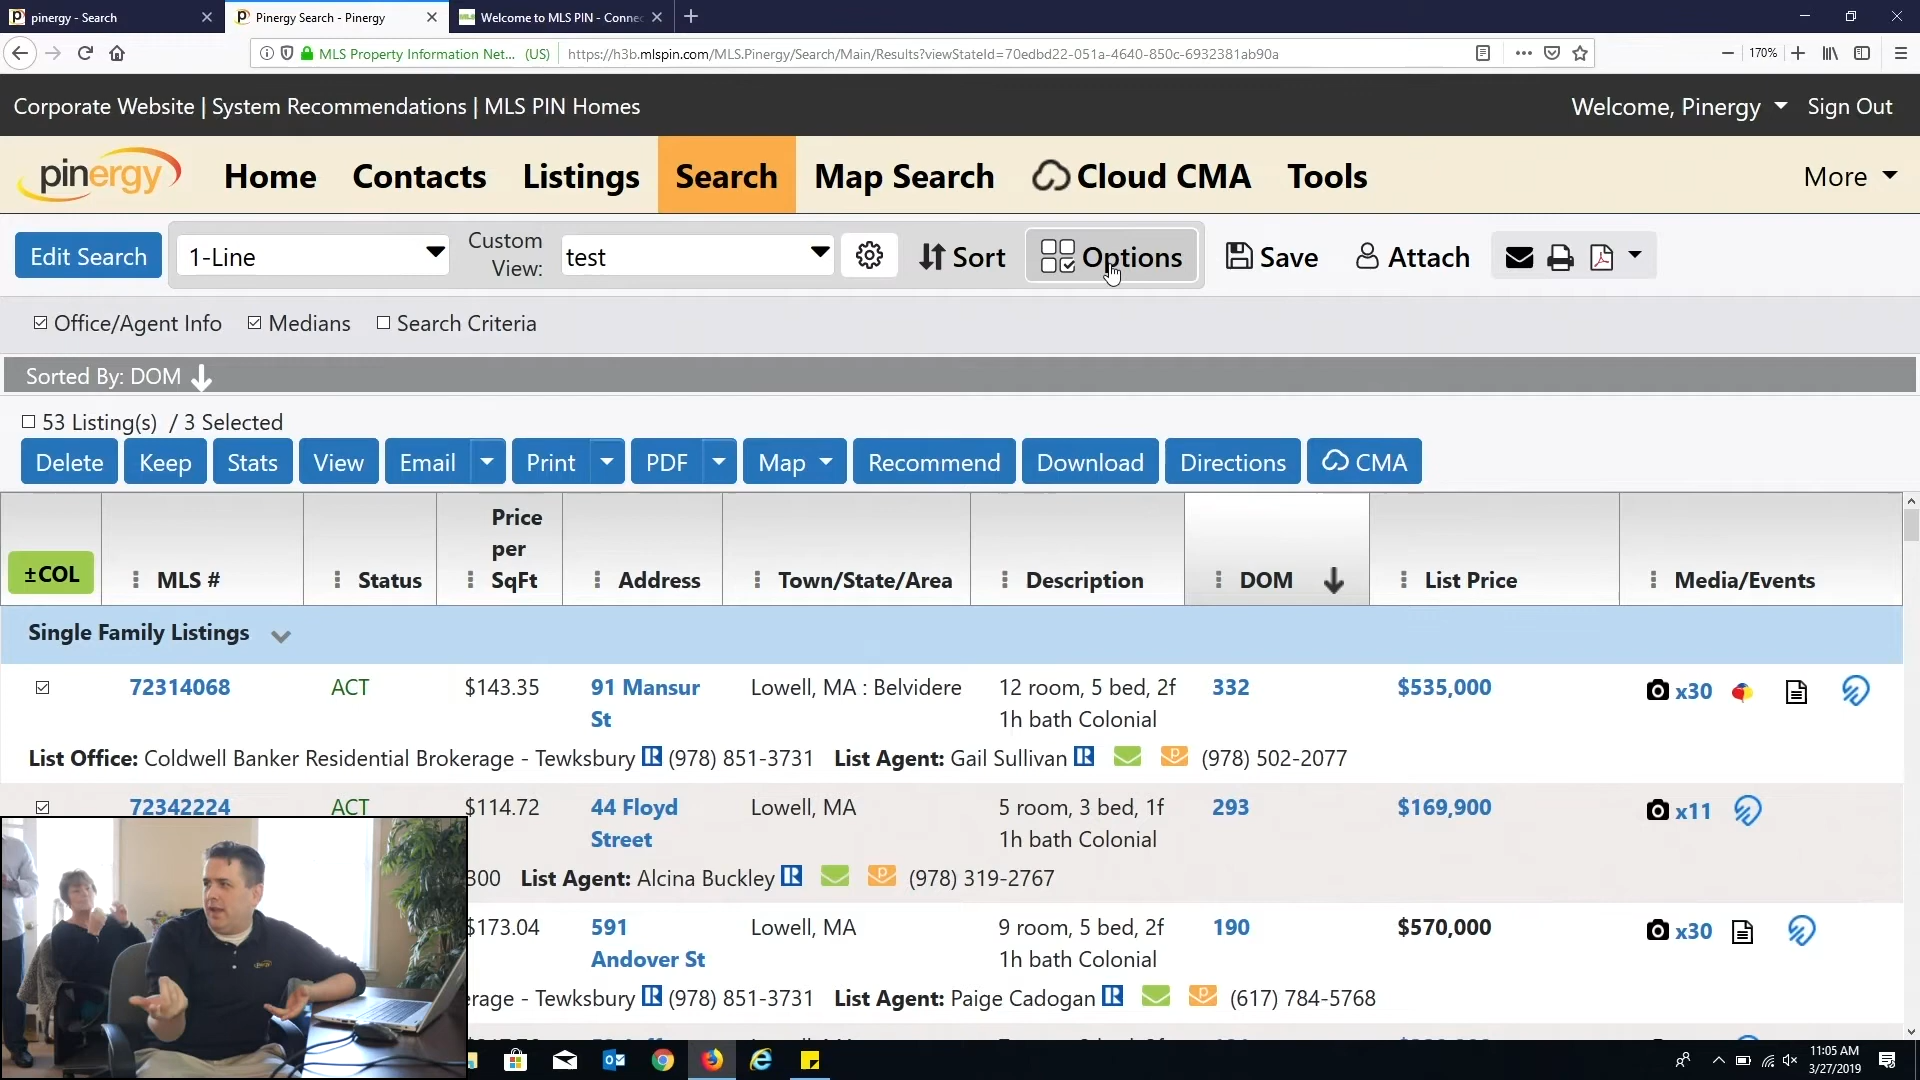 pinergy - Search
Pinergy Search - Pinergy
Welcome to MLS PIN - Connec
MLS Property Information Net... (US)
https://h3b.mlspin.com/MLS.Pinergy/Search/Main/Results?viewStateId=70edbd22-051a-4640-850c-6932381ab90a
170%
Corporate Website | System Recommendations | MLS PIN Homes
Welcome, Pinergy
Sign Out
pinergy
Home
Contacts
Listings
Search
Map Search
Cloud CMA
Tools
More
Edit Search
1-Line
Custom
View:
test
Sort
Options
Save
Attach
Office/Agent Info
Medians
Search Criteria
Sorted By: DOM
53 Listing(s) / 3 Selected
Delete
Keep
Stats
View
Email
Print
PDF
Map
Recommend
Download
Directions
CMA
±COL
MLS #
Status
Price
per
SqFt
Address
Town/State/Area
Description
DOM
List Price
Media/Events
Single Family Listings
72314068 ACT $143.35 91 Mansur Lowell, MA : Belvidere 12 room, 5 bed, 2f 332 $535,000 x30
St 1h bath Colonial
List Office: Coldwell Banker Residential Brokerage - Tewksbury R (978) 851-3731 List Agent: Gail Sullivan R P (978) 502-2077
72342224 ACT $114.72 44 Floyd Lowell, MA 5 room, 3 bed, 1f 293 $169,900 x11
Street 1h bath Colonial
300 List Agent: Alcina Buckley R P (978) 319-2767
$173.04 591 Lowell, MA 9 room, 5 bed, 2f 190 $570,000 x30
Andover St 1h bath Colonial
erage - Tewksbury R (978) 851-3731 List Agent: Paige Cadogan R P (617) 784-5768
11:05 AM
3/27/2019